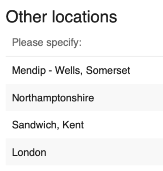 Other locations
Please specify:
Mendip - Wells, Somerset
Northamptonshire
Sandwich, Kent
London